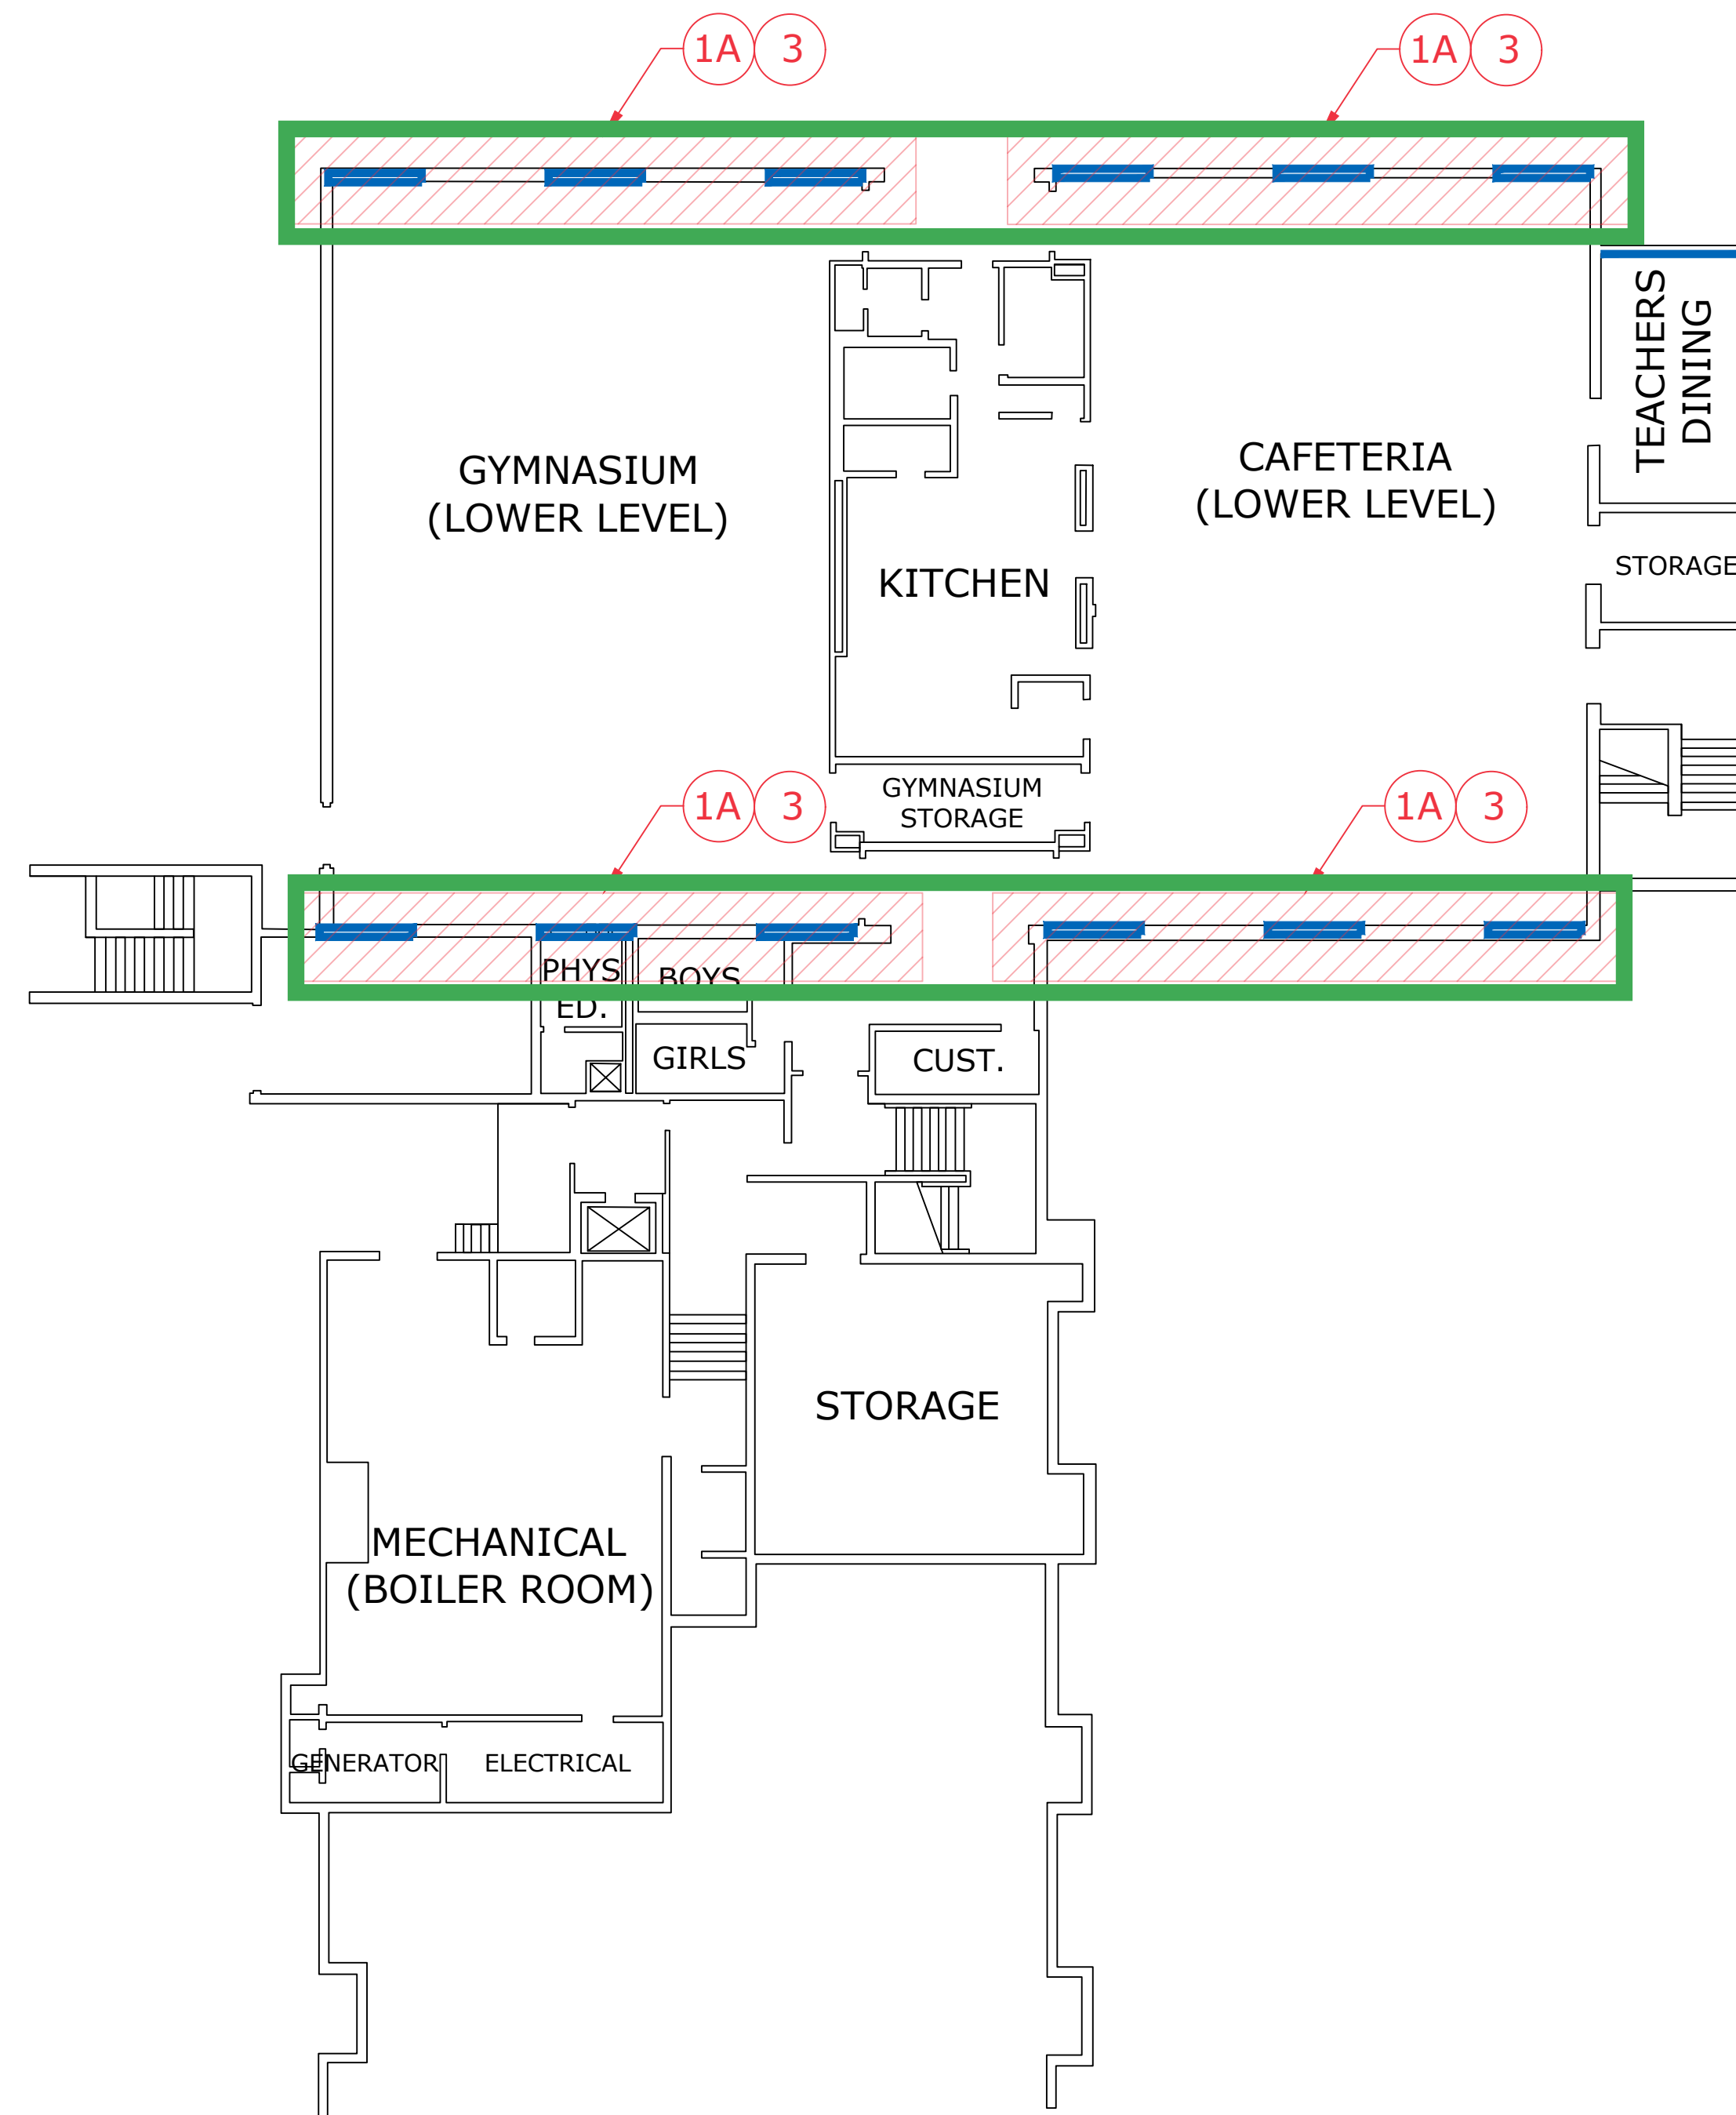 1A 3
1A 3
TEACHERS
DINING
GYMNASIUM
(LOWER LEVEL)
CAFETERIA
(LOWER LEVEL)
KITCHEN
STORAGE
GYMNASIUM
STORAGE
1A 3
1A 3
PHYS
ED.
BOYS
GIRLS
CUST.
STORAGE
MECHANICAL
(BOILER ROOM)
GENERATOR
ELECTRICAL